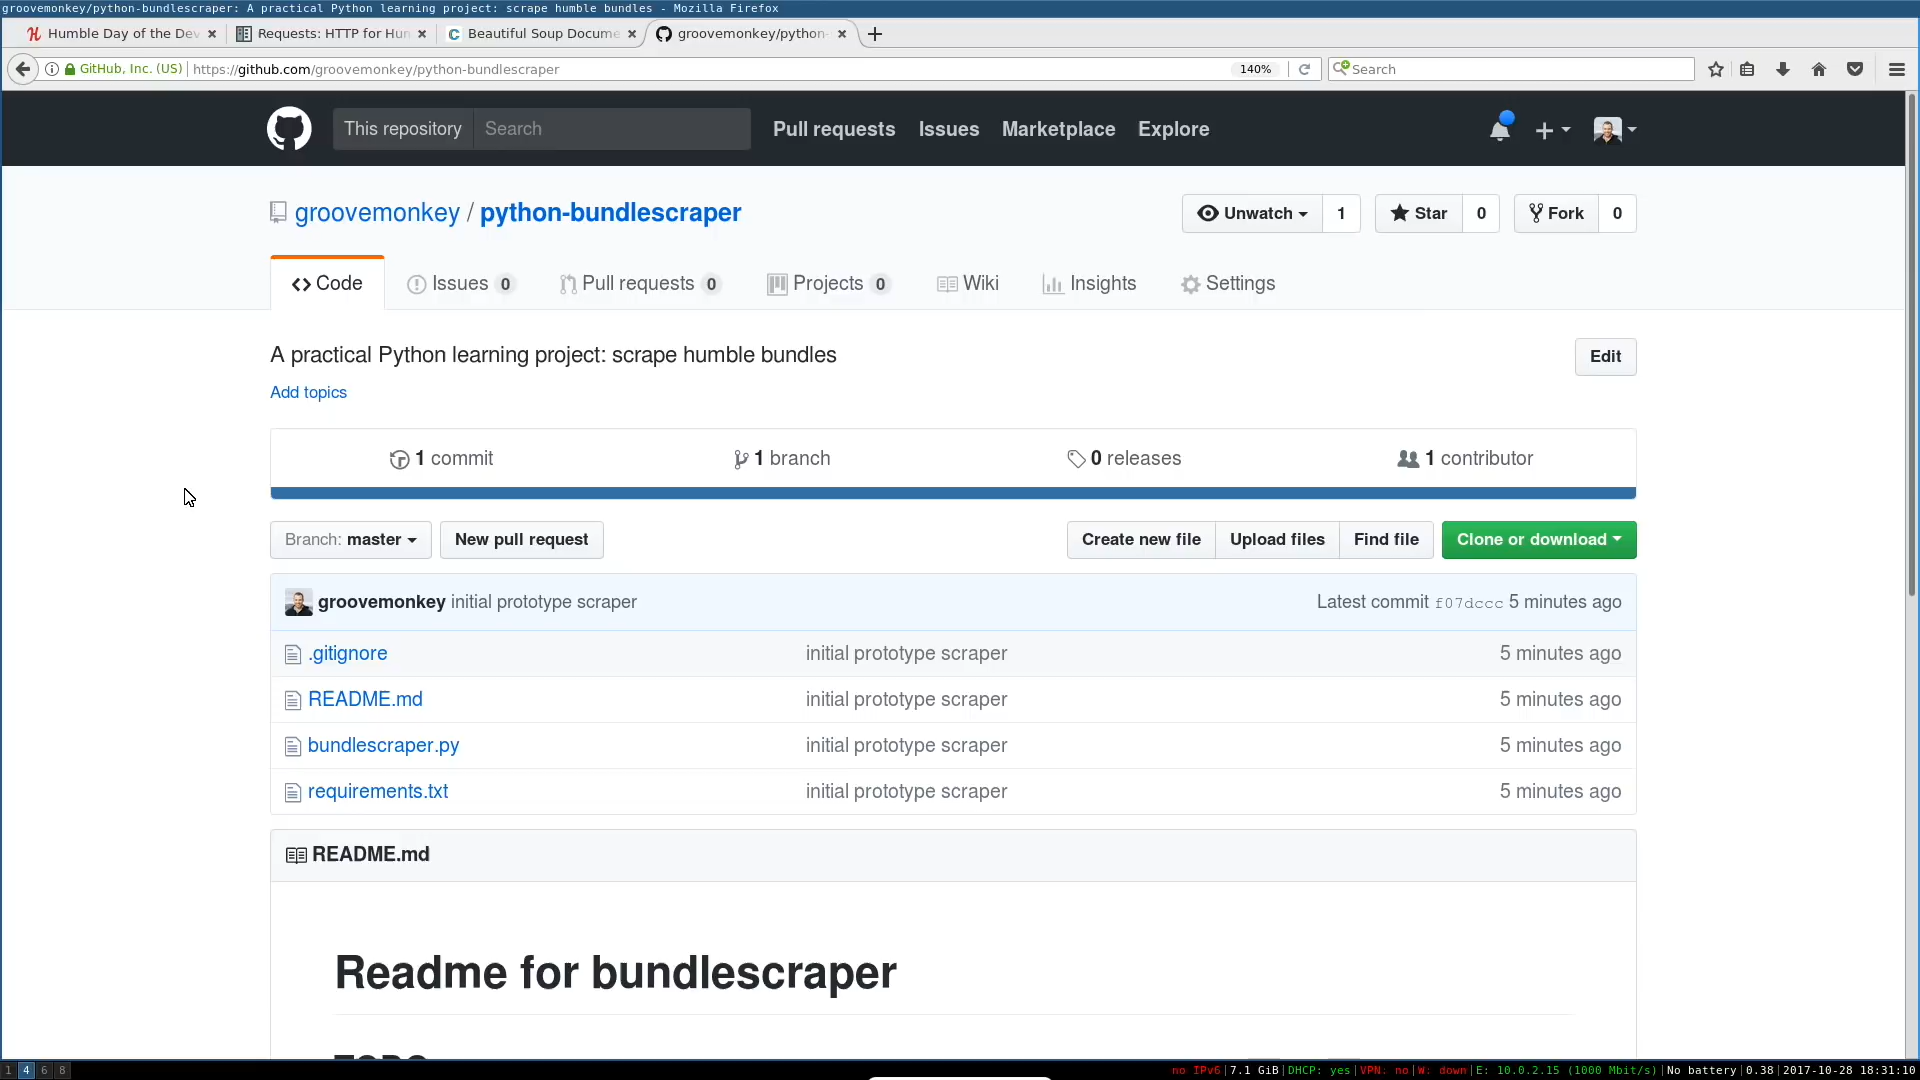 groovemonkey/python-bundlescraper: A practical Python learning project: scrape humble bundles - Mozilla Firefox
Humble Day of the Dev
Requests: HTTP for Hum
Beautiful Soup Docume
groovemonkey/python-
GitHub, Inc. (US) https://github.com/groovemonkey/python-bundlescraper 140% Search
This repository Search Pull requests Issues Marketplace Explore
groovemonkey / python-bundlescraper Unwatch 1 Star 0 Fork 0
Code Issues 0 Pull requests 0 Projects 0 Wiki Insights Settings
A practical Python learning project: scrape humble bundles Edit
Add topics
1 commit 1 branch 0 releases 1 contributor
Branch: master New pull request Create new file Upload files Find file Clone or download
groovemonkey initial prototype scraper Latest commit f07dccc 5 minutes ago
.gitignore initial prototype scraper 5 minutes ago
README.md initial prototype scraper 5 minutes ago
bundlescraper.py initial prototype scraper 5 minutes ago
requirements.txt initial prototype scraper 5 minutes ago
README.md
Readme for bundlescraper
1 4 6 8 no IPv6|7.1 GiB|DHCP: yes|VPN: no|W: down|E: 10.0.2.15 (1000 Mbit/s)|No battery|0.38|2017-10-28 18:31:10